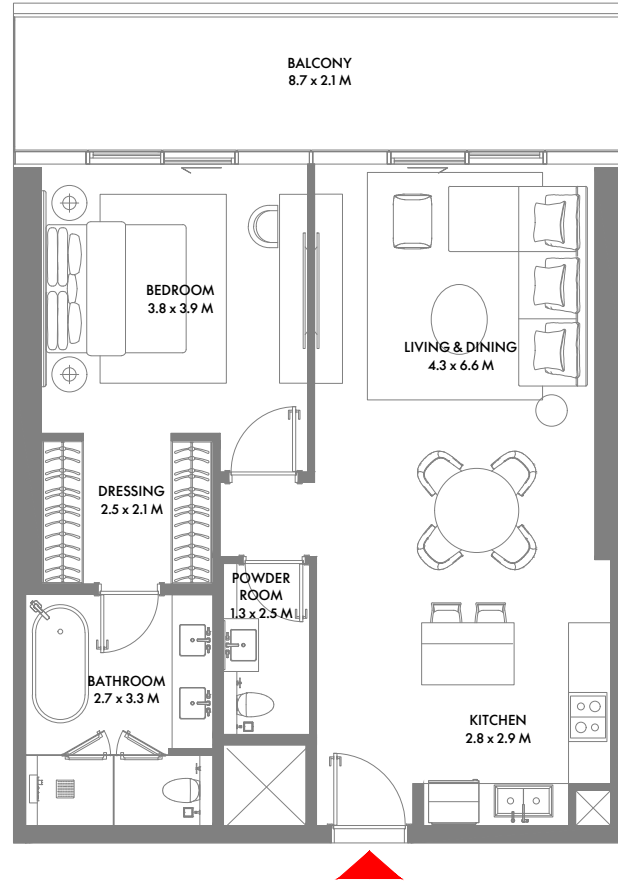 BALCONY
8.7 x 2.1 M
BEDROOM
3.8 x 3.9 M
LIVING & DINING
4.3 x 6.6 M
DRESSING
2.5 x 2.1 M
POWDER
ROOM
1.3 x 2.5 M
BATHROOM
2.7 x 3.3 M
KITCHEN
2.8 x 2.9 M